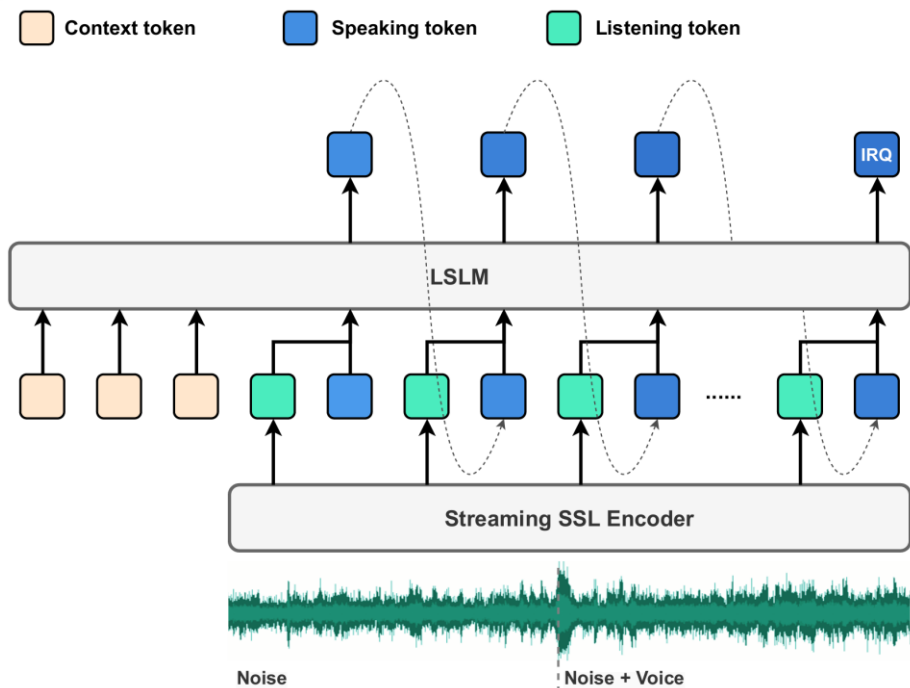 Context token
Speaking token
Listening token
IRQ
LSLM
......
Streaming SSL Encoder
Noise
Noise + Voice